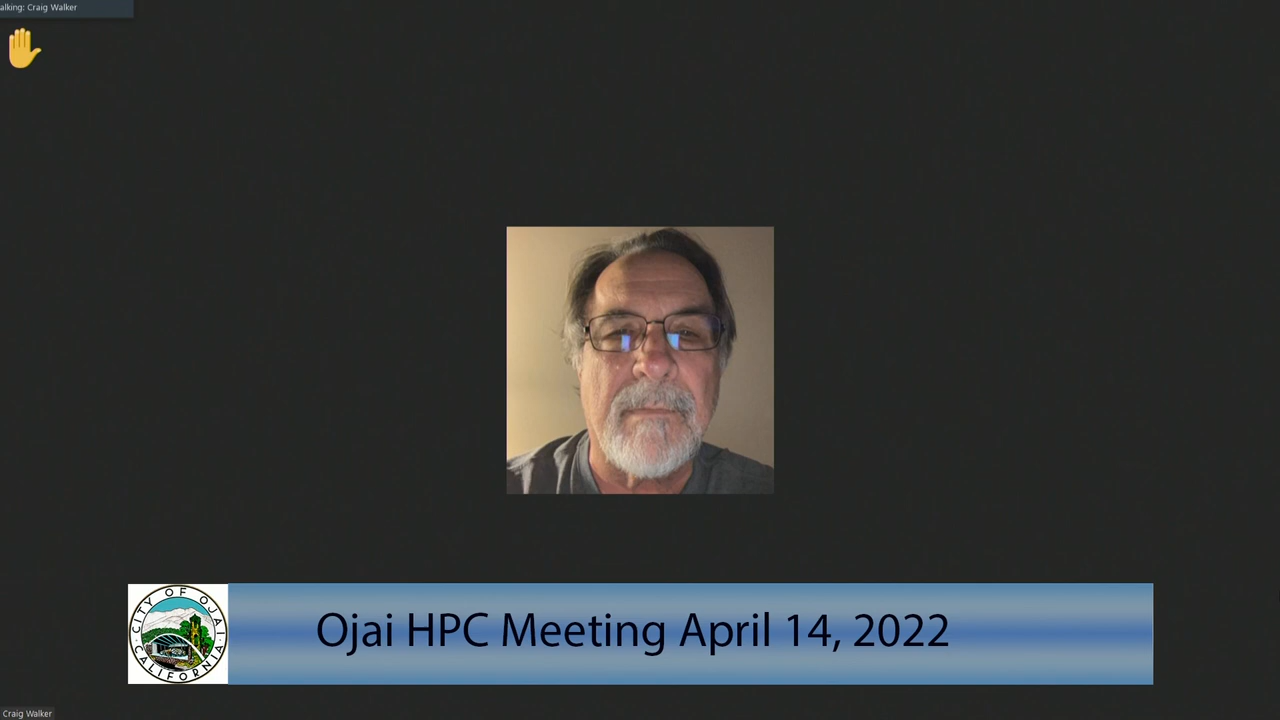 alking: Craig Walker
Ojai HPC Meeting April 14, 2022
CITY OF OJAI
CALIFORNIA
Craig Walker